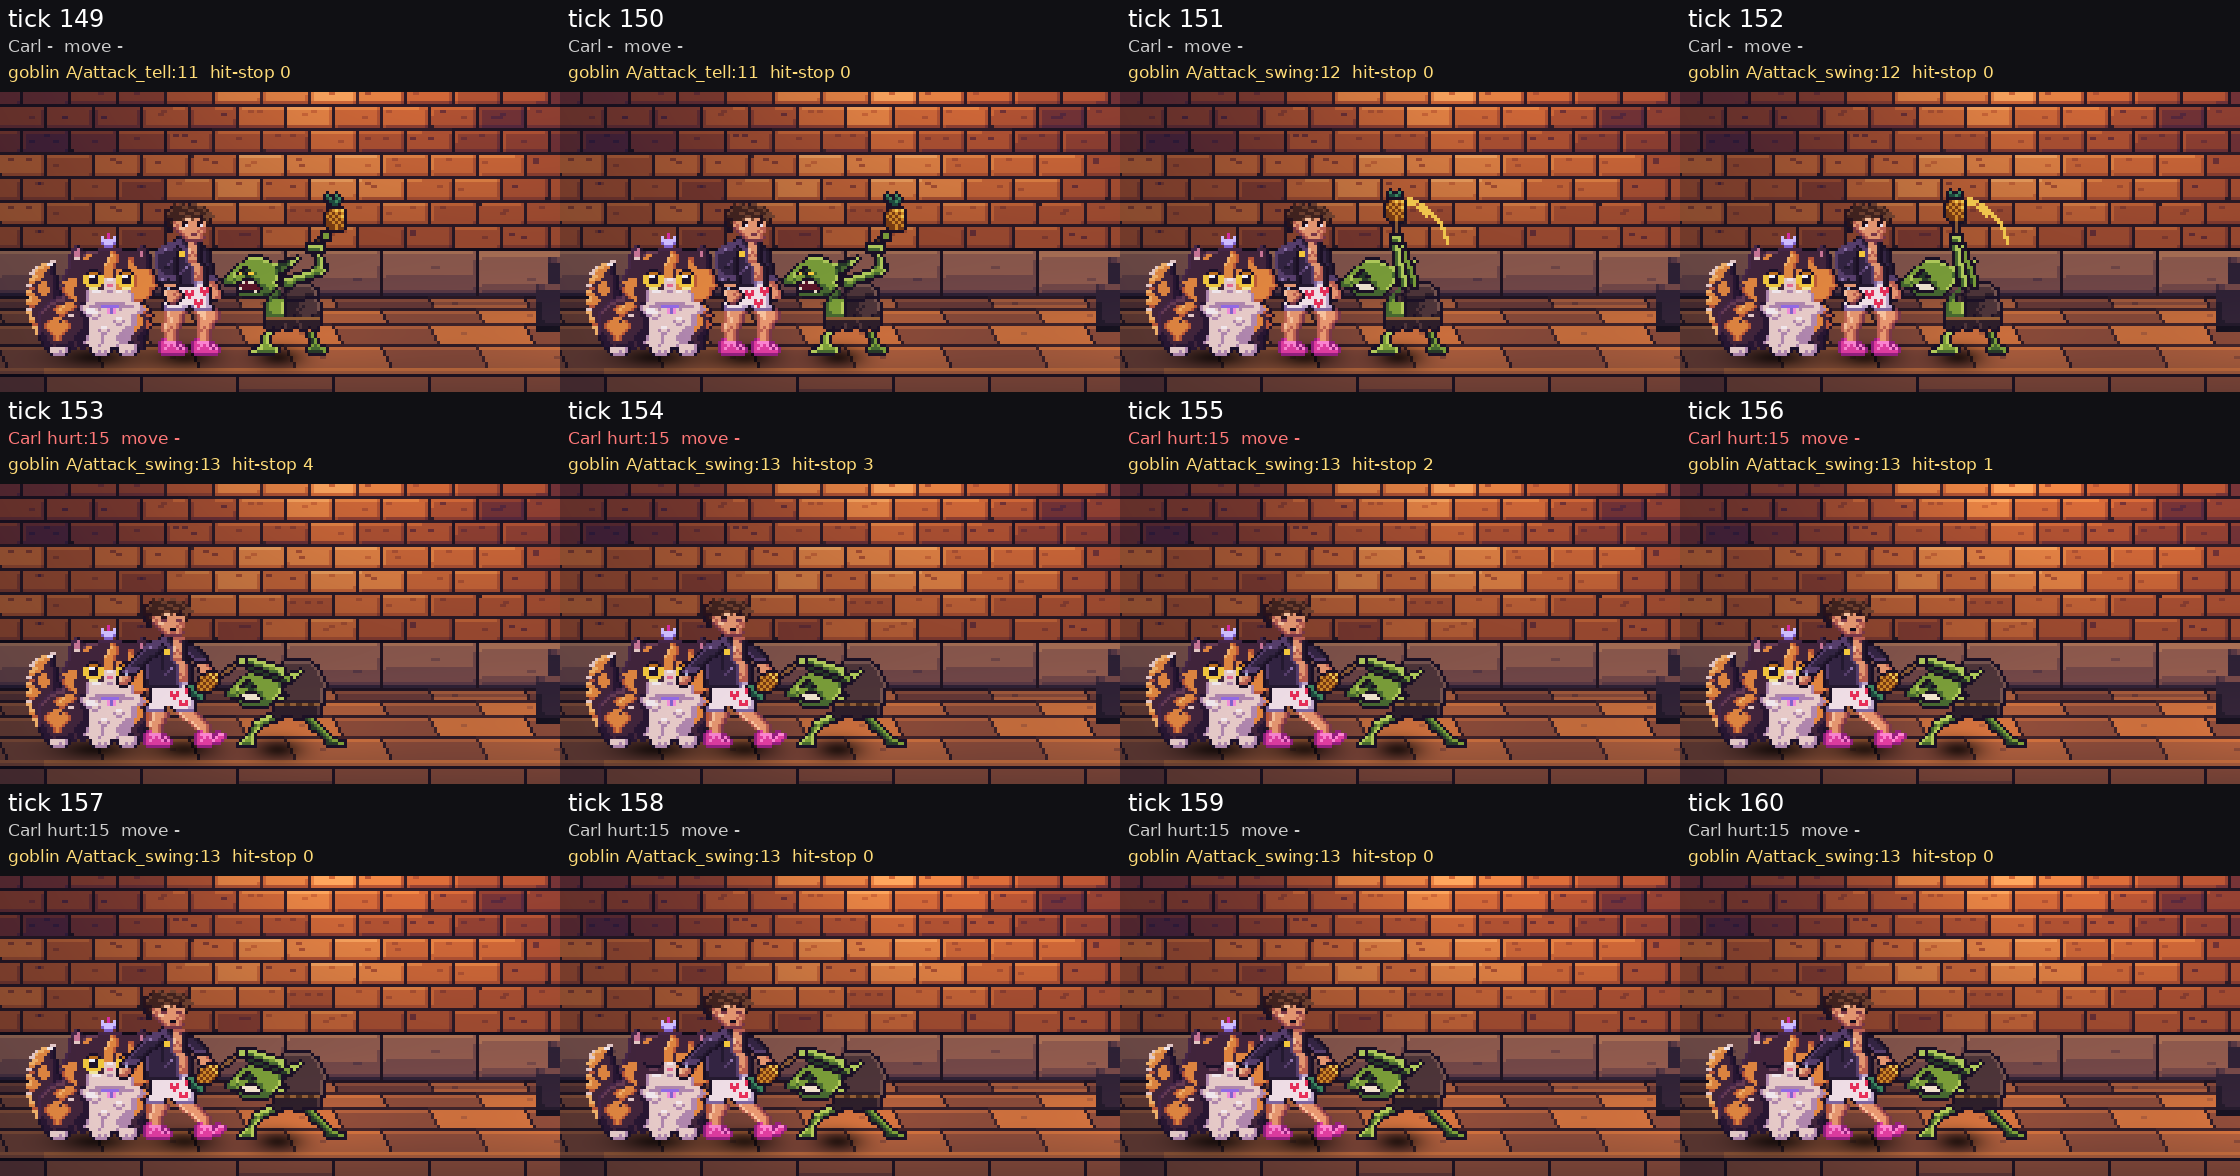 tick 149
Carl -  move -
goblin A/attack_tell:11  hit-stop 0
tick 150
Carl -  move -
goblin A/attack_tell:11  hit-stop 0
tick 151
Carl -  move -
goblin A/attack_swing:12  hit-stop 0
tick 152
Carl -  move -
goblin A/attack_swing:12  hit-stop 0
tick 153
Carl hurt:15  move -
goblin A/attack_swing:13  hit-stop 4
tick 154
Carl hurt:15  move -
goblin A/attack_swing:13  hit-stop 3
tick 155
Carl hurt:15  move -
goblin A/attack_swing:13  hit-stop 2
tick 156
Carl hurt:15  move -
goblin A/attack_swing:13  hit-stop 1
tick 157
Carl hurt:15  move -
goblin A/attack_swing:13  hit-stop 0
tick 158
Carl hurt:15  move -
goblin A/attack_swing:13  hit-stop 0
tick 159
Carl hurt:15  move -
goblin A/attack_swing:13  hit-stop 0
tick 160
Carl hurt:15  move -
goblin A/attack_swing:13  hit-stop 0